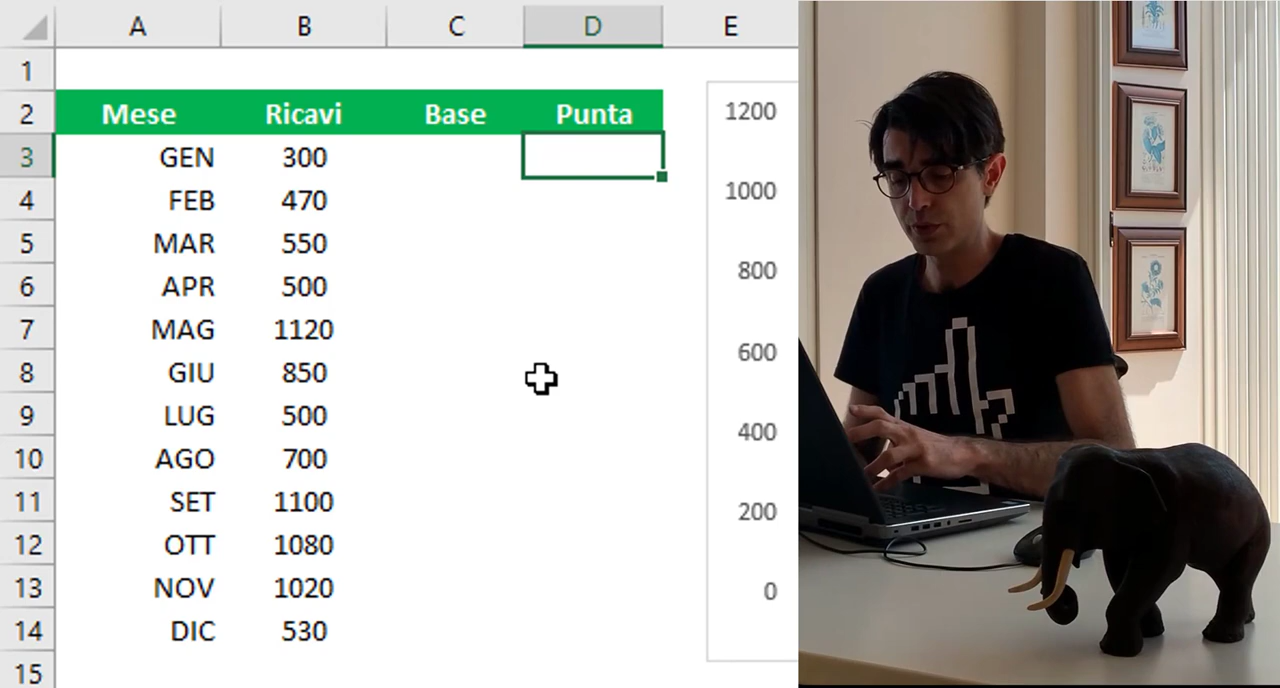 A B C D E
1
2 Mese Ricavi Base Punta
3 GEN 300
4 FEB 470
5 MAR 550
6 APR 500
7 MAG 1120
8 GIU 850
9 LUG 500
10 AGO 700
11 SET 1100
12 OTT 1080
13 NOV 1020
14 DIC 530
15
1200
1000
800
600
400
200
0